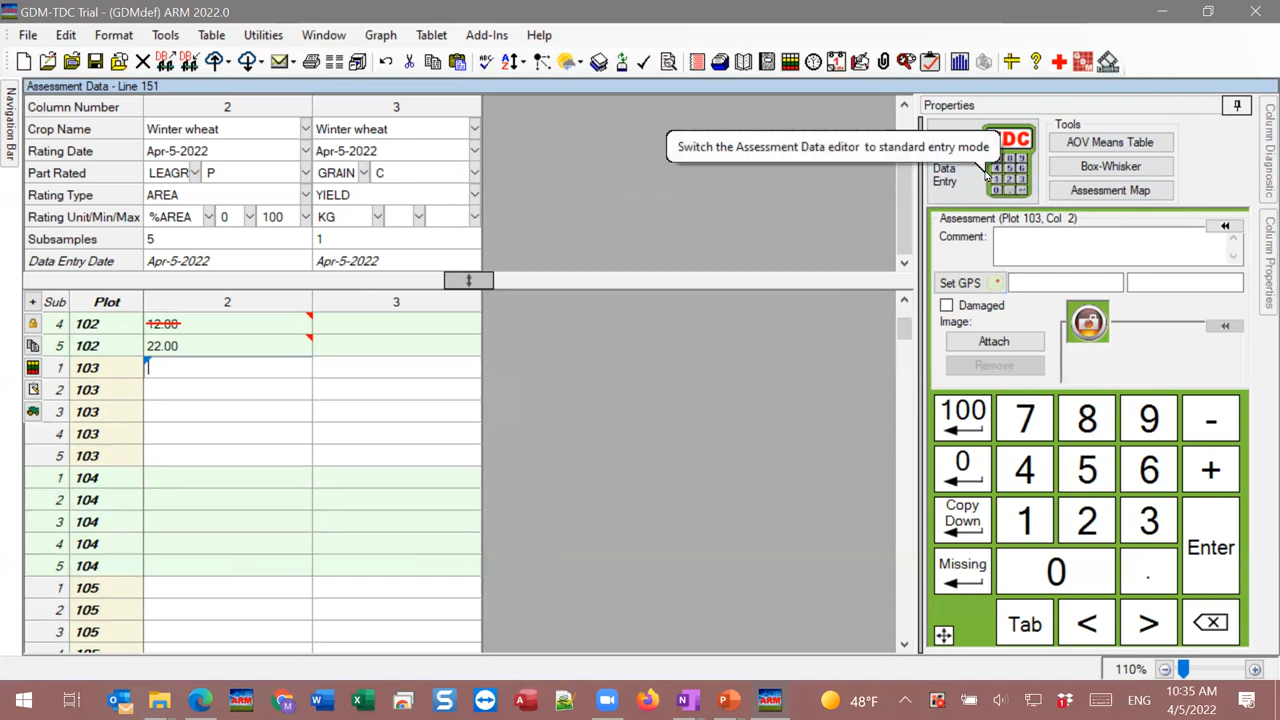 GDM-TDC Trial - (GDMdef) ARM 2022.0
File Edit Format Tools Table Utilities Window Graph Tablet Add-Ins Help
Assessment Data - Line 151
Navigation Bar
Column Number 2 3
Crop Name Winter wheat Winter wheat
Rating Date Apr-5-2022 Apr-5-2022
Part Rated LEAGR P GRAIN C
Rating Type AREA YIELD
Rating Unit/Min/Max %AREA 0 100 KG
Subsamples 5 1
Data Entry Date Apr-5-2022 Apr-5-2022
+ Sub Plot 2 3
4 102 12.00
5 102 22.00
1 103
2 103
3 103
4 103
5 103
1 104
2 104
3 104
4 104
5 104
1 105
2 105
3 105
Properties
Switch the Assessment Data editor to standard entry mode
DC
Data
Entry
Tools
AOV Means Table
Box-Whisker
Assessment Map
Column Diagnostic
Column Properties
Assessment (Plot 103, Col 2)
Comment:
Set GPS
Damaged
Image:
Attach
Remove
100 7 8 9 -
0 4 5 6 +
Copy Down 1 2 3 Enter
Missing 0 .
Tab < >
110%
48°F ENG
10:35 AM
4/5/2022